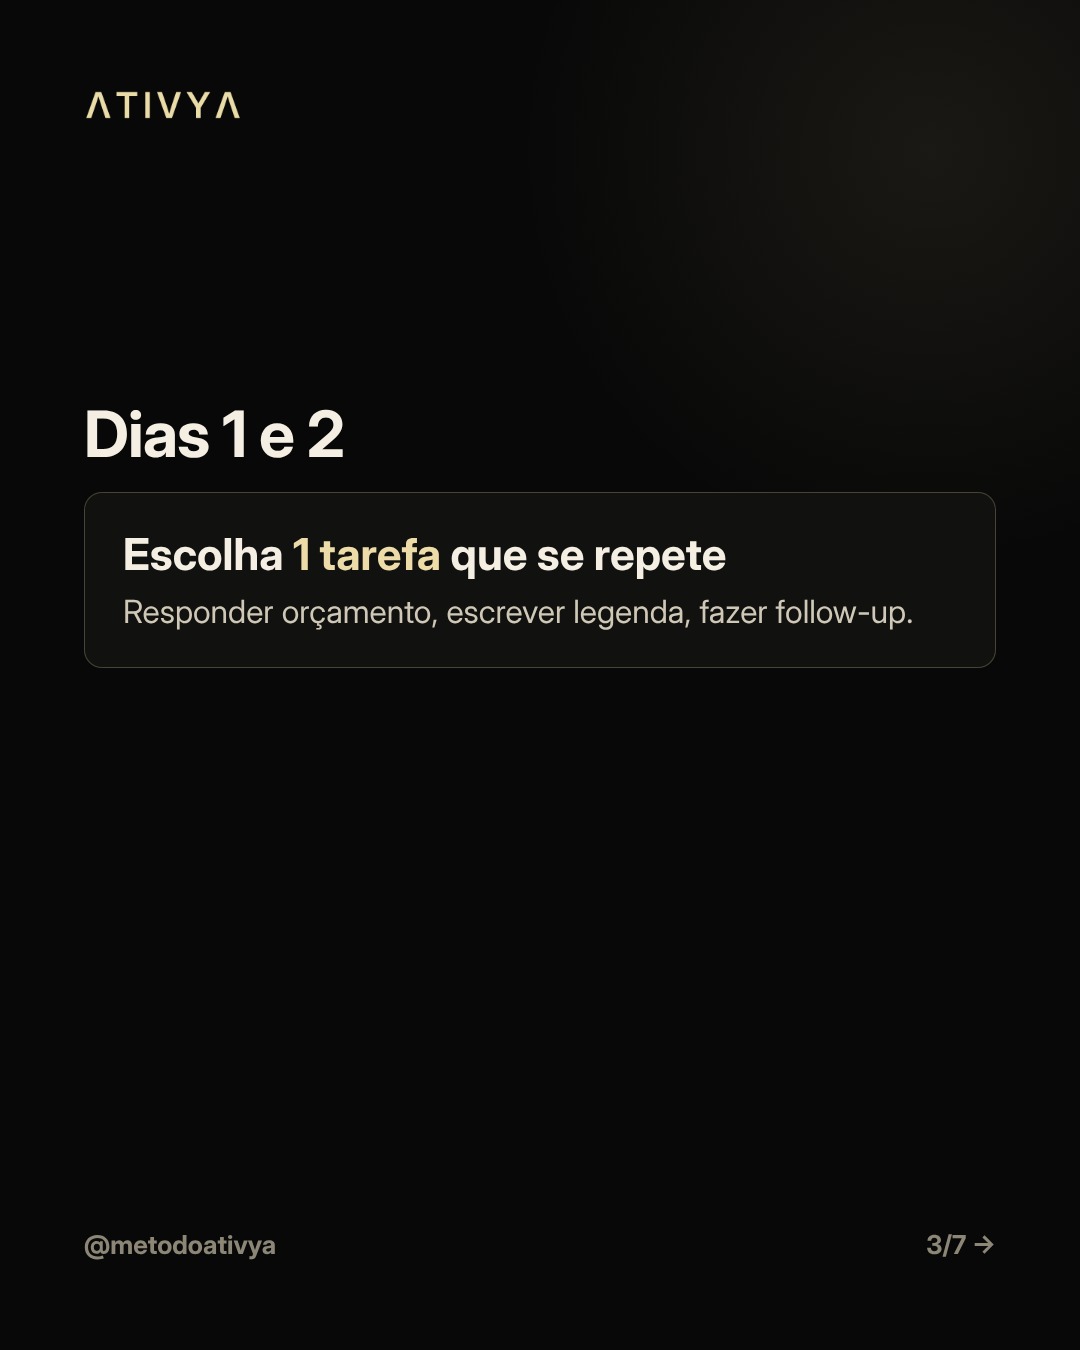 ATIVYA
Dias 1 e 2
Escolha 1 tarefa que se repete
Responder orçamento, escrever legenda, fazer follow-up.
@metodoativya
3/7 →